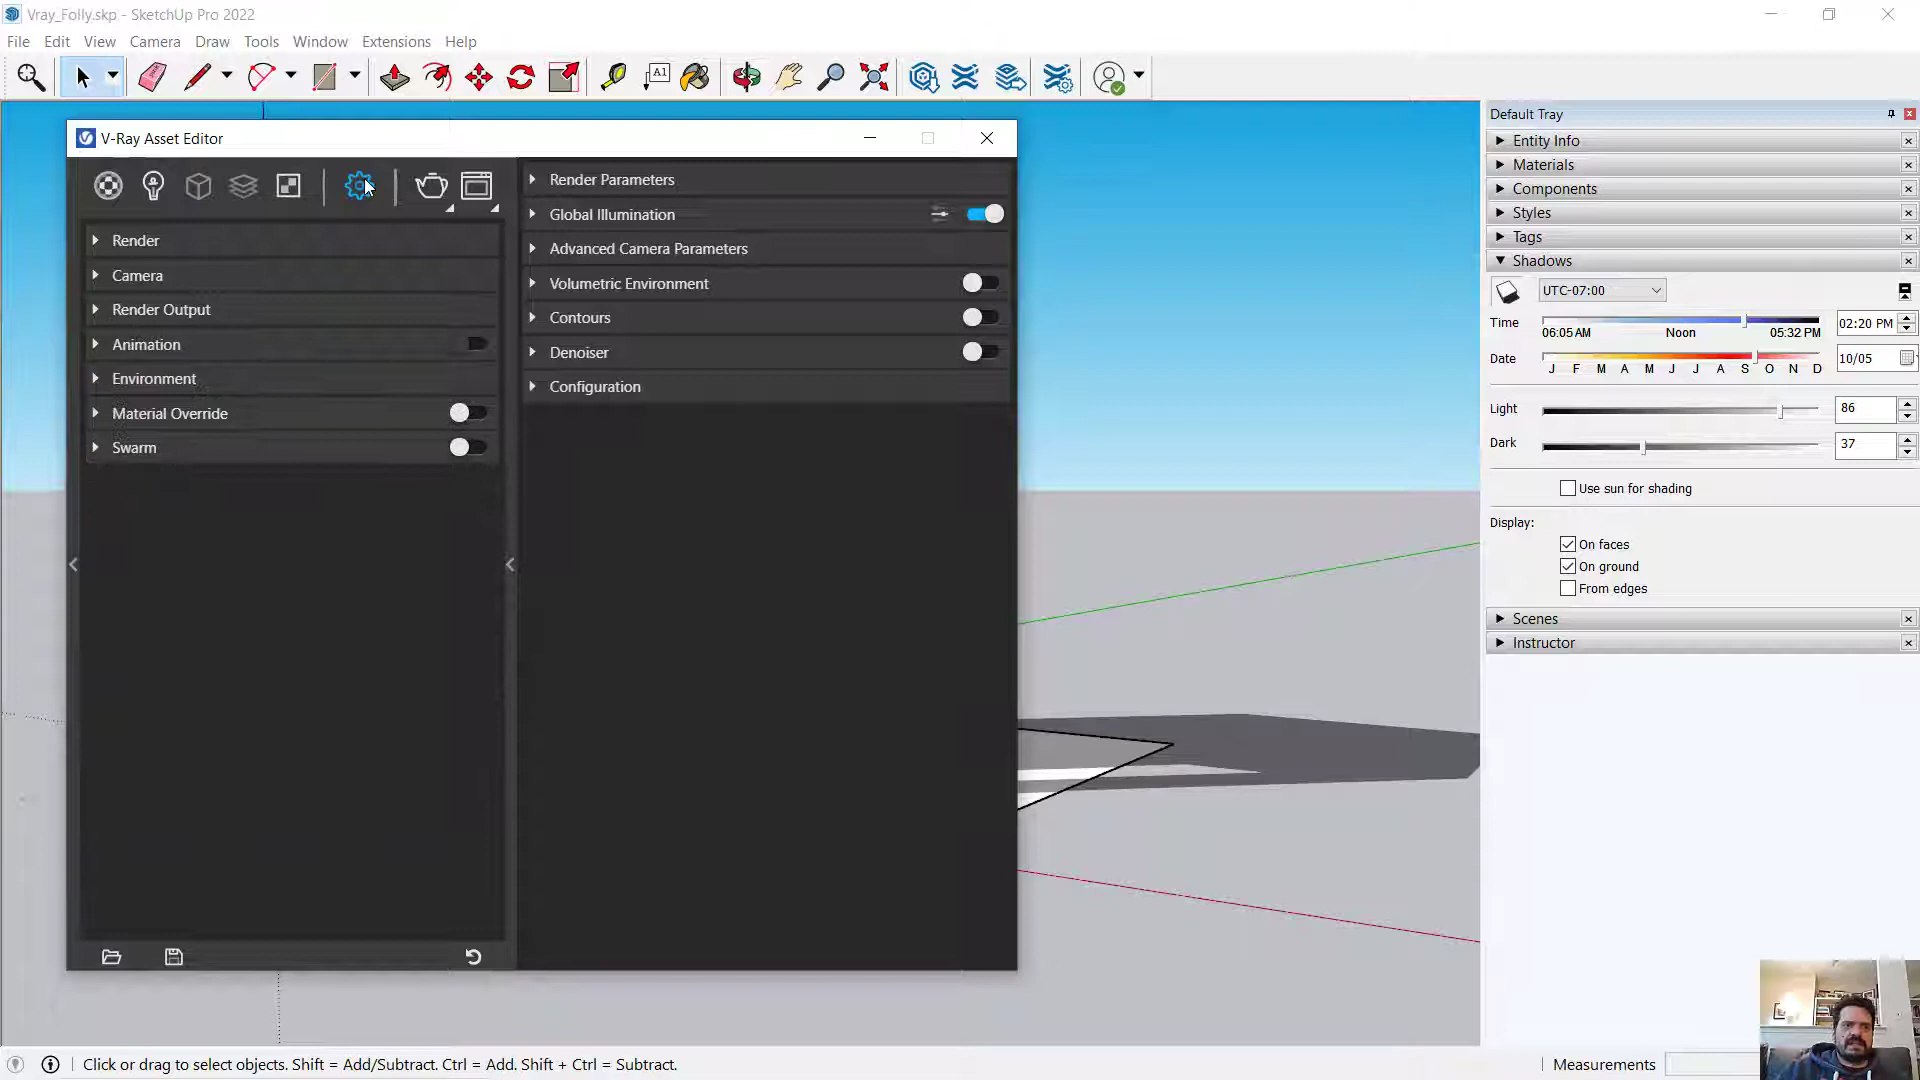 Vray_Folly.skp - SketchUp Pro 2022
File Edit View Camera Draw Tools Window Extensions Help
A1
V-Ray Asset Editor
Render
Camera
Render Output
Animation
Environment
Material Override
Swarm
Render Parameters
Global Illumination
Advanced Camera Parameters
Volumetric Environment
Contours
Denoiser
Configuration
Default Tray
Entity Info
Materials
Components
Styles
Tags
Shadows
UTC-07:00
Time 06:05 AM Noon 05:32 PM 02:20 PM
Date J F M A M J J A S O N D 10/05
Light 86
Dark 37
Use sun for shading
Display:
On faces
On ground
From edges
Scenes
Instructor
Click or drag to select objects. Shift = Add/Subtract. Ctrl = Add. Shift + Ctrl = Subtract.
Measurements